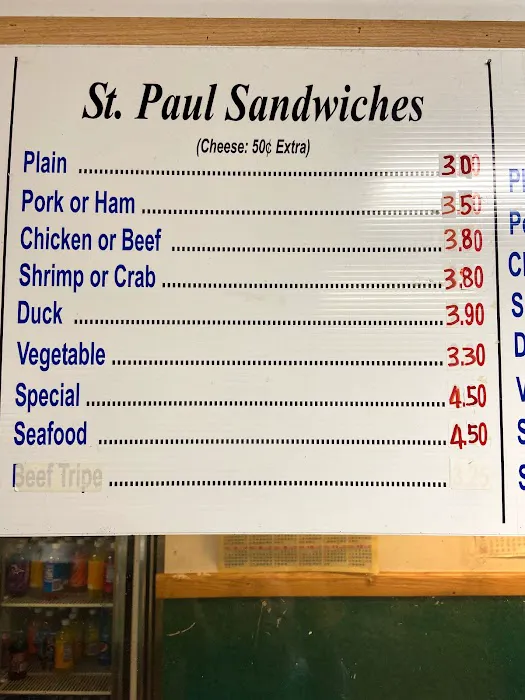 St. Paul Sandwiches
(Cheese: 50¢ Extra)
Plain 3.00
Pork or Ham 3.50
Chicken or Beef 3.80
Shrimp or Crab 3.80
Duck 3.90
Vegetable 3.30
Special 4.50
Seafood 4.50
Beef Tripe